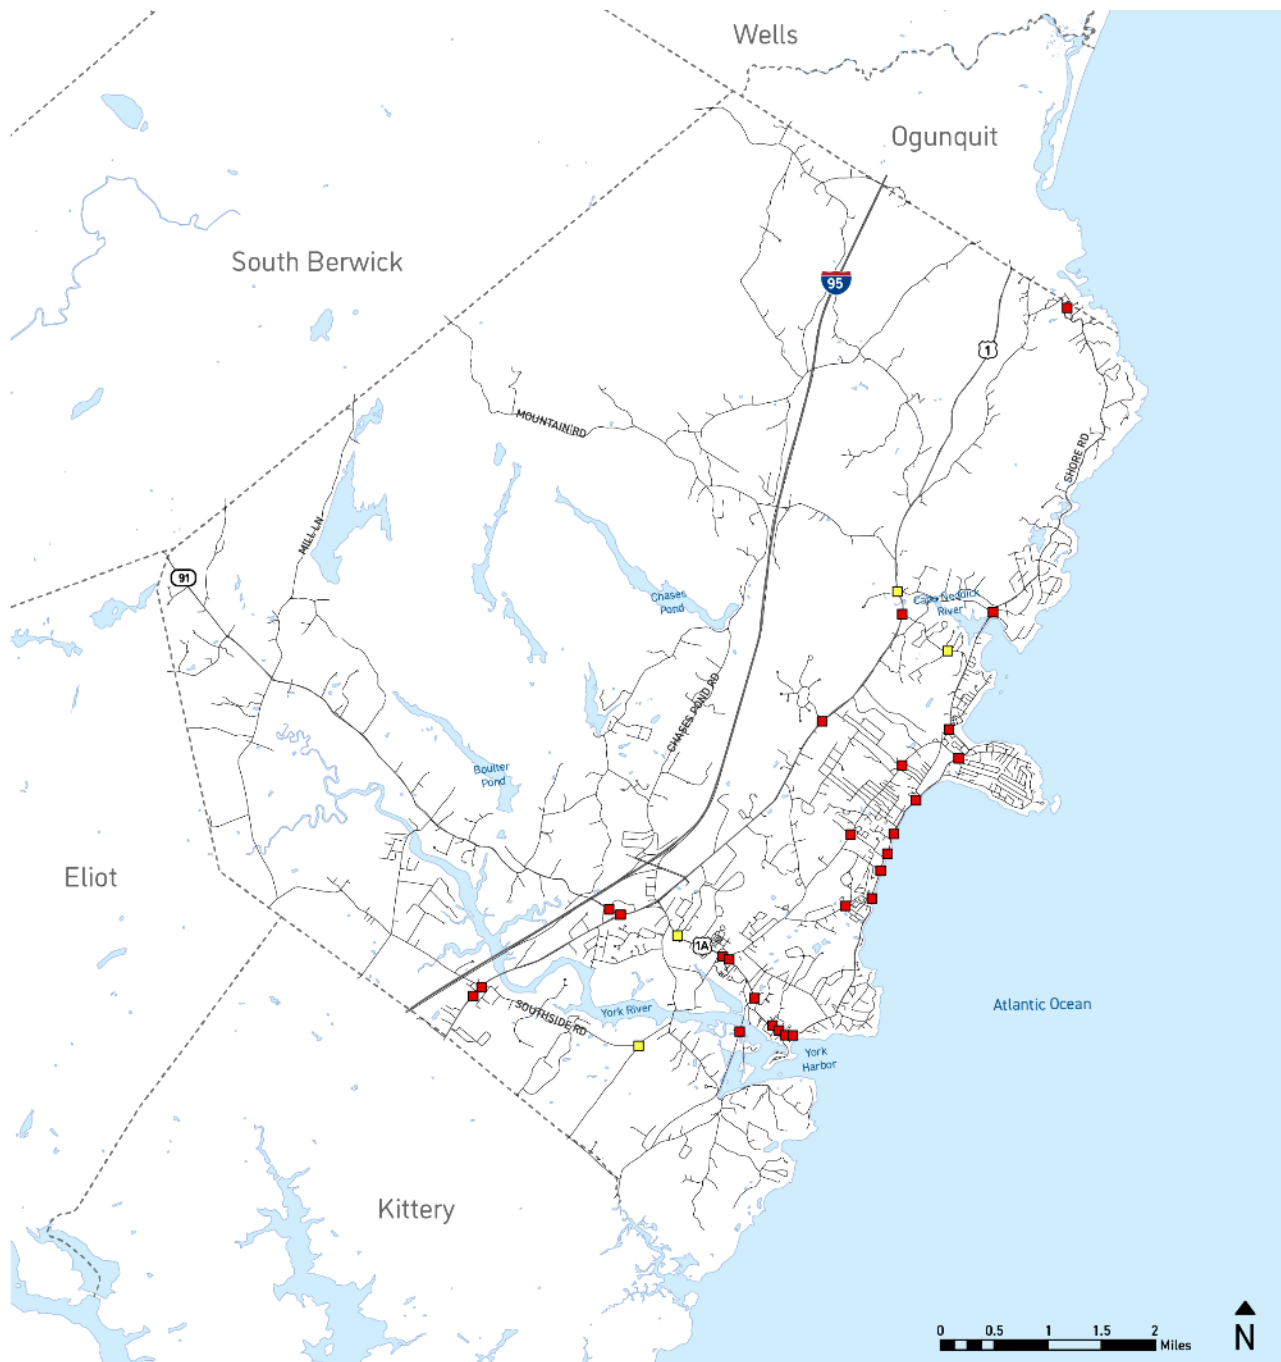 Wells
Ogunquit
South Berwick
95
1
MOUNTAIN RD
SHORE RD
MILL LN
91
Chases
Pond
Cape Neddick
River
CHASES POND RD
Boulter
Pond
Eliot
1A
SOUTHSIDE RD
York River
Atlantic Ocean
York
Harbor
Kittery
0 0.5 1 1.5 2
Miles
N